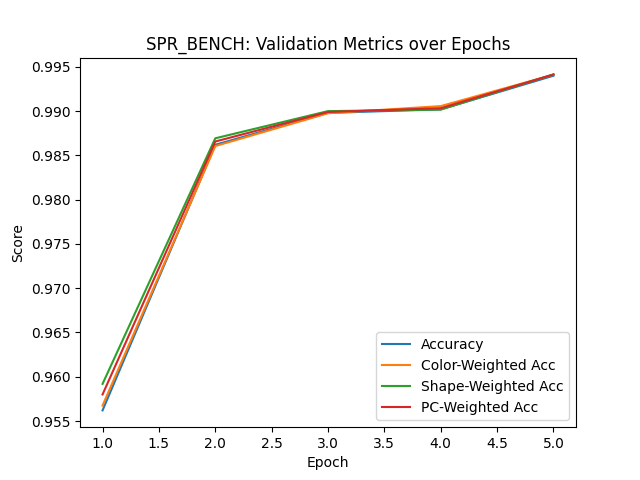 SPR_BENCH: Validation Metrics over Epochs
Score
0.995
0.990
0.985
0.980
0.975
0.970
0.965
0.960
0.955
Accuracy
Color-Weighted Acc
Shape-Weighted Acc
PC-Weighted Acc
1.0 1.5 2.0 2.5 3.0 3.5 4.0 4.5 5.0
Epoch